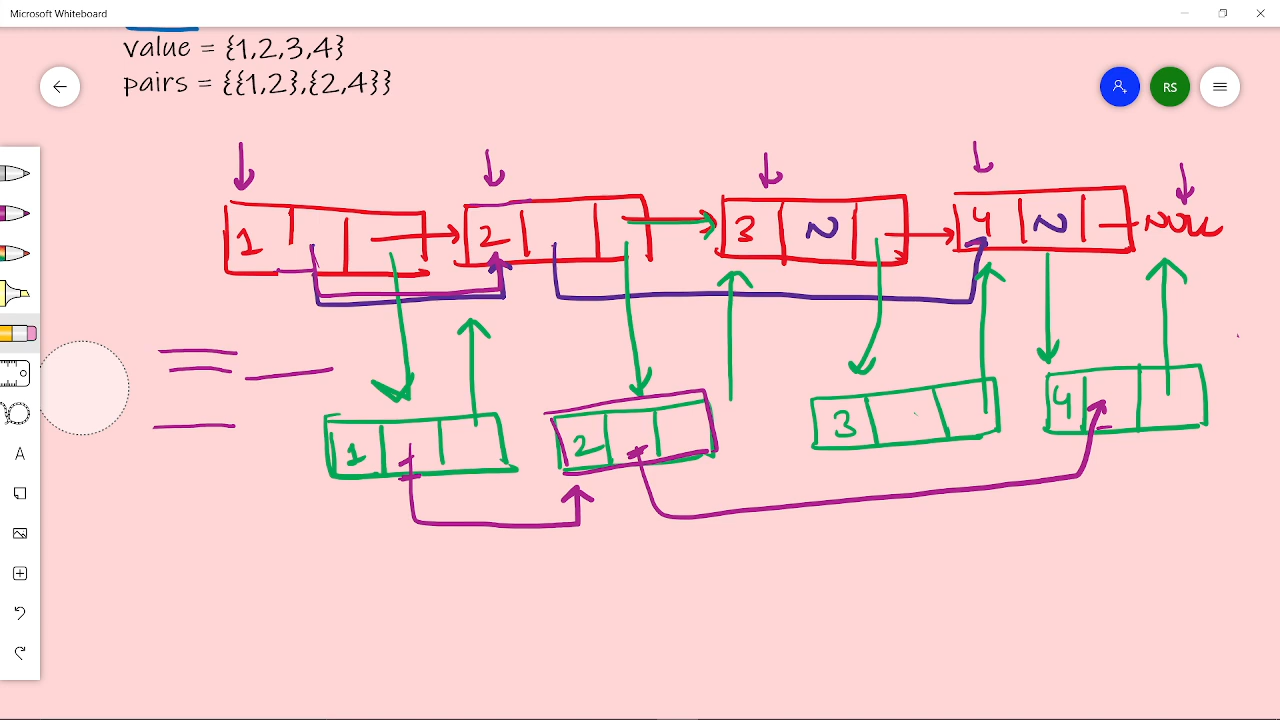 Microsoft Whiteboard
value = {1,2,3,4}
pairs = {{1,2},{2,4}}
RS
1 2 3 N 4 N NULL
1 2 3 4
A